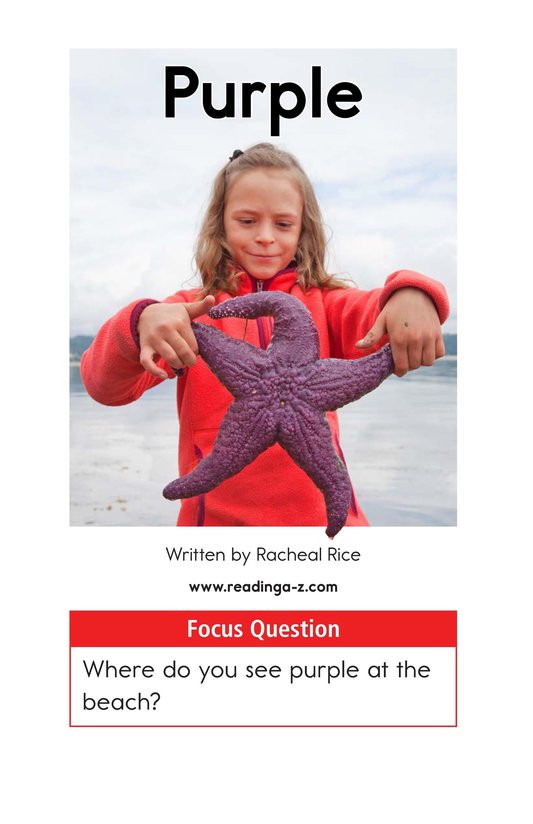 Purple
Written by Racheal Rice
www.readinga-z.com
Focus Question
Where do you see purple at the
beach?